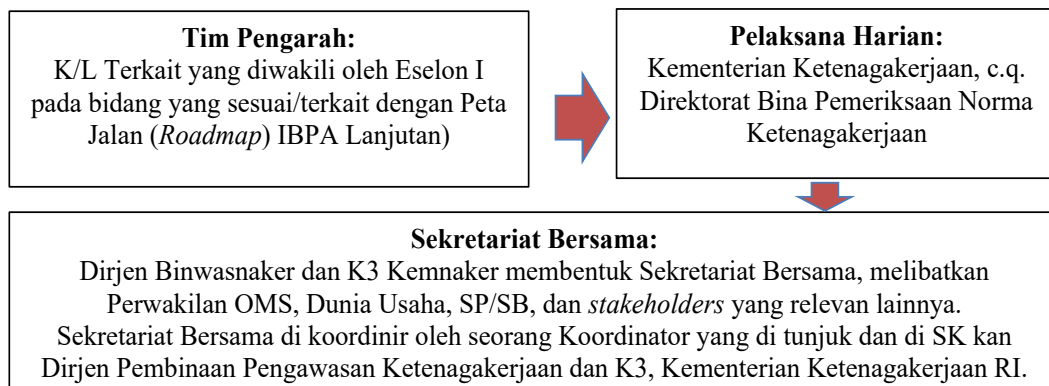 Tim Pengarah:
K/L Terkait yang diwakili oleh Eselon I
pada bidang yang sesuai/terkait dengan Peta
Jalan (Roadmap) IBPA Lanjutan)
Pelaksana Harian:
Kementerian Ketenagakerjaan, c.q.
Direktorat Bina Pemeriksaan Norma
Ketenagakerjaan
Sekretariat Bersama:
Dirjen Binwasnaker dan K3 Kemnaker membentuk Sekretariat Bersama, melibatkan
Perwakilan OMS, Dunia Usaha, SP/SB, dan stakeholders yang relevan lainnya.
Sekretariat Bersama di koordinir oleh seorang Koordinator yang di tunjuk dan di SK kan
Dirjen Pembinaan Pengawasan Ketenagakerjaan dan K3, Kementerian Ketenagakerjaan RI.